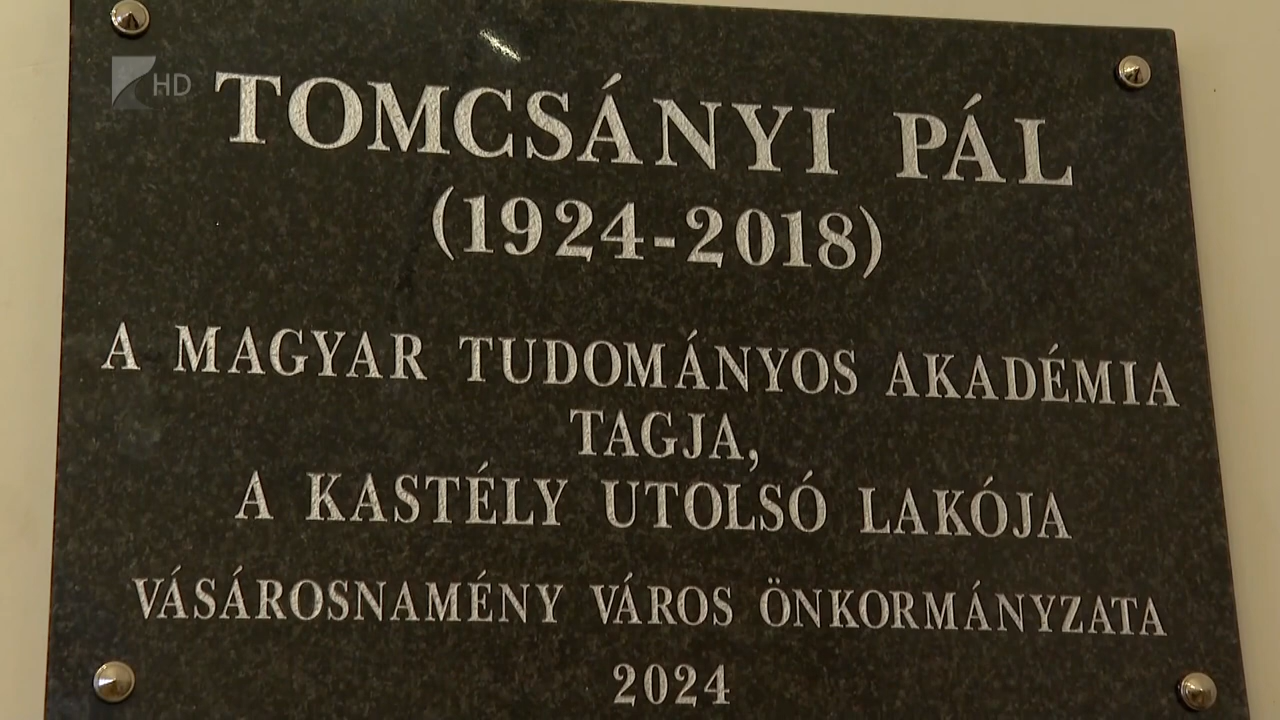 HD
TOMCSÁNYI PÁL
(1924-2018)
A MAGYAR TUDOMÁNYOS AKADÉMIA
TAGJA,
A KASTÉLY UTOLSÓ LAKÓJA
VÁSÁROSNAMÉNY VÁROS ÖNKORMÁNYZATA
2024